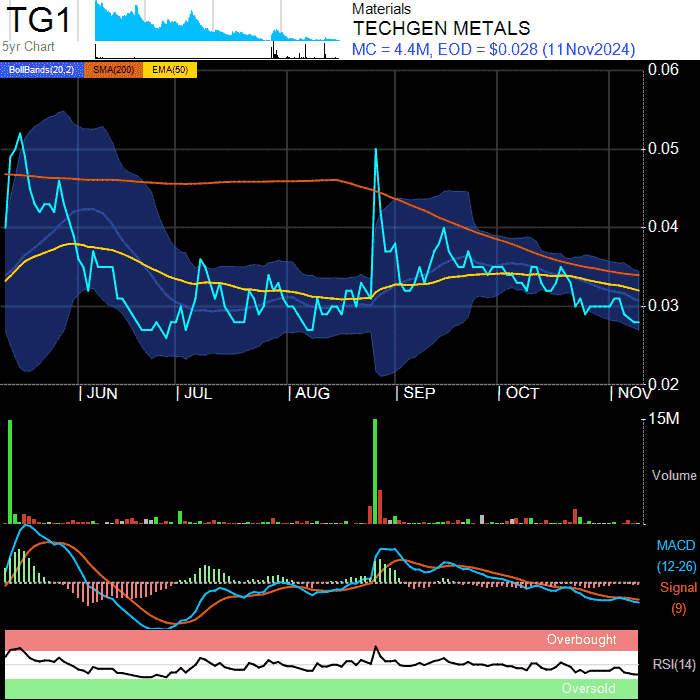 TG1
5yr Chart
Materials
TECHGEN METALS
MC = 4.4M, EOD = $0.028 (11Nov2024)
BollBands(20,2) SMA(200) EMA(50)
0.06
0.05
0.04
0.03
0.02
| JUN | JUL | AUG | SEP | OCT | NOV
15M
Volume
MACD
(12-26)
Signal
(9)
Overbought
RSI(14)
Oversold